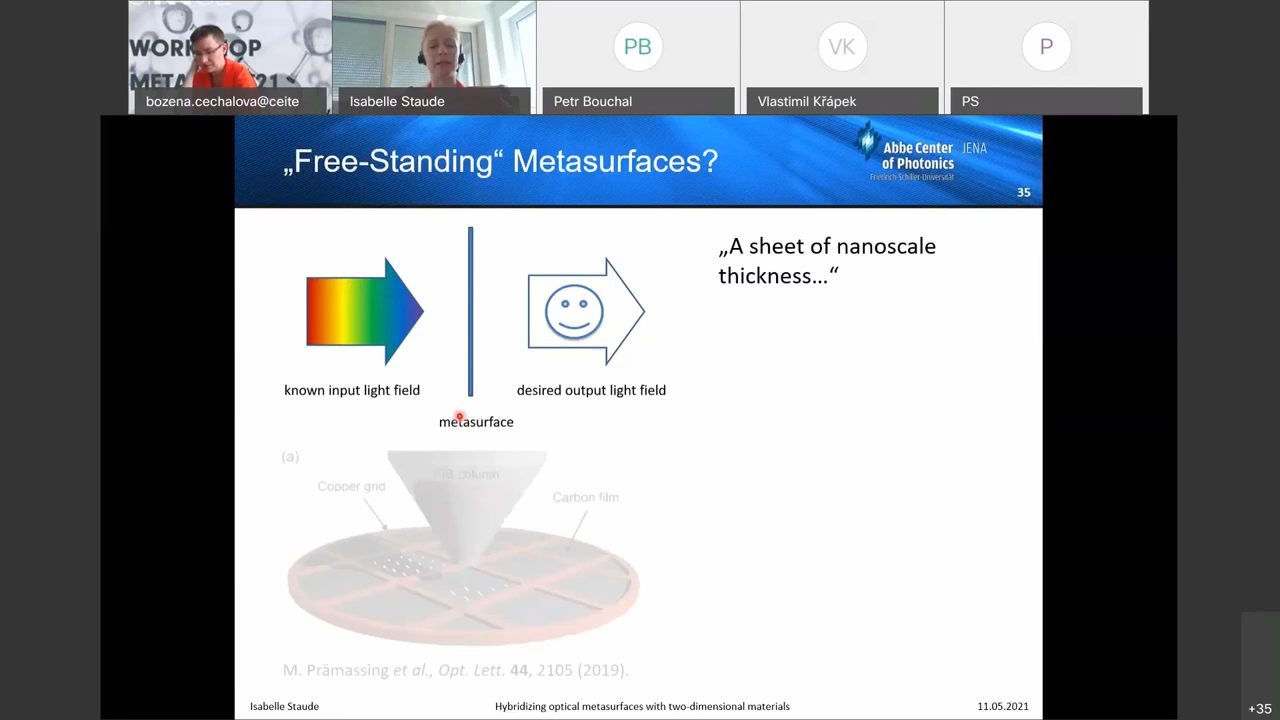 WORKSHOP
bozena.cechalova@ceite
Isabelle Staude
PB
Petr Bouchal
VK
Vlastimil Křápek
P
PS
„Free-Standing“ Metasurfaces?
Abbe Center
of Photonics
JENA
Friedrich-Schiller-Universität
35
„A sheet of nanoscale
thickness…“
known input light field
desired output light field
metasurface
(a)
FIB column
Copper grid
Carbon film
M. Prämassing et al., Opt. Lett. 44, 2105 (2019).
Isabelle Staude
Hybridizing optical metasurfaces with two-dimensional materials
11.05.2021
+35